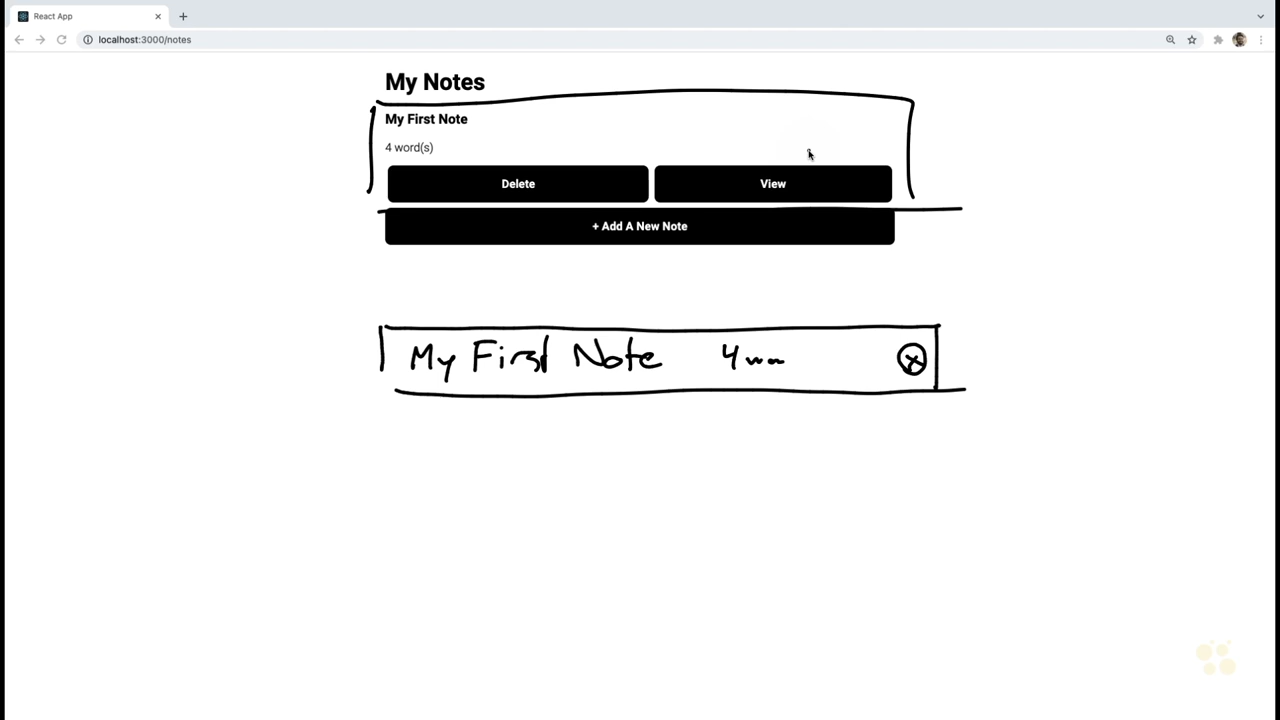 React App
localhost:3000/notes
My Notes
My First Note
4 word(s)
Delete View
+ Add A New Note
My First Note 4